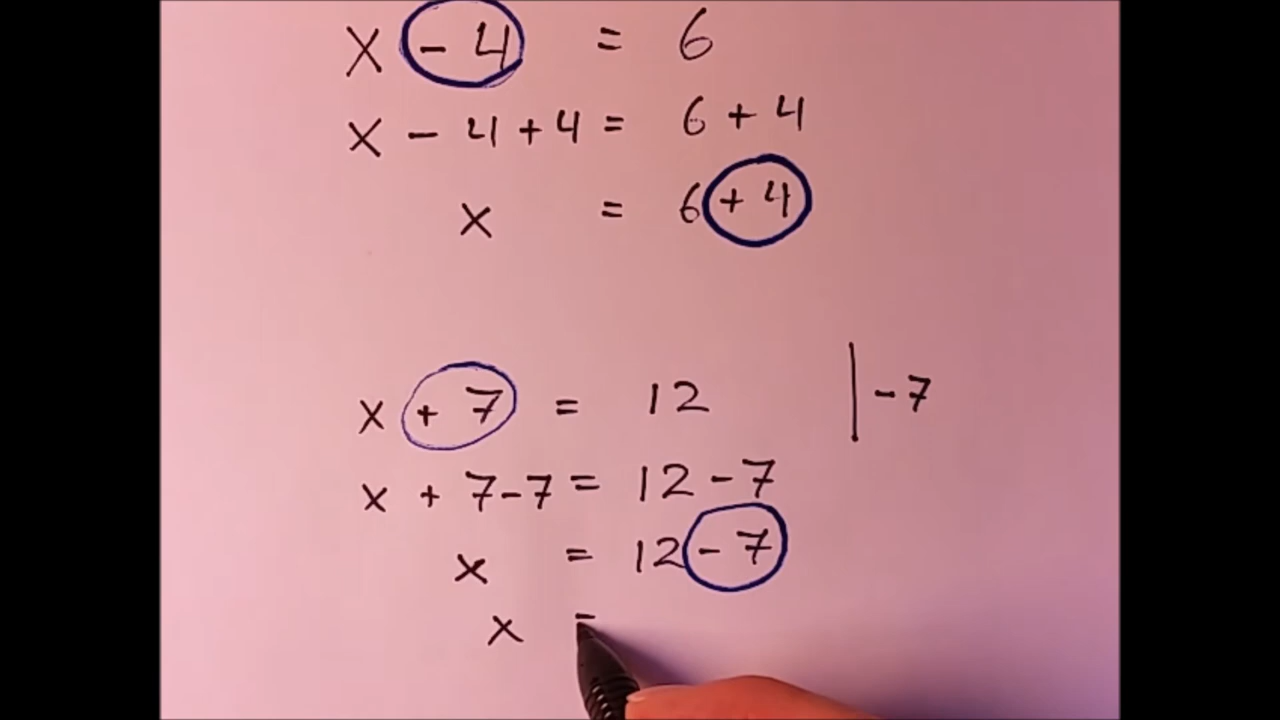 x - 4 = 6
x - 4 + 4 = 6 + 4
x = 6 + 4
x + 7 = 12 | - 7
x + 7 - 7 = 12 - 7
x = 12 - 7
x =